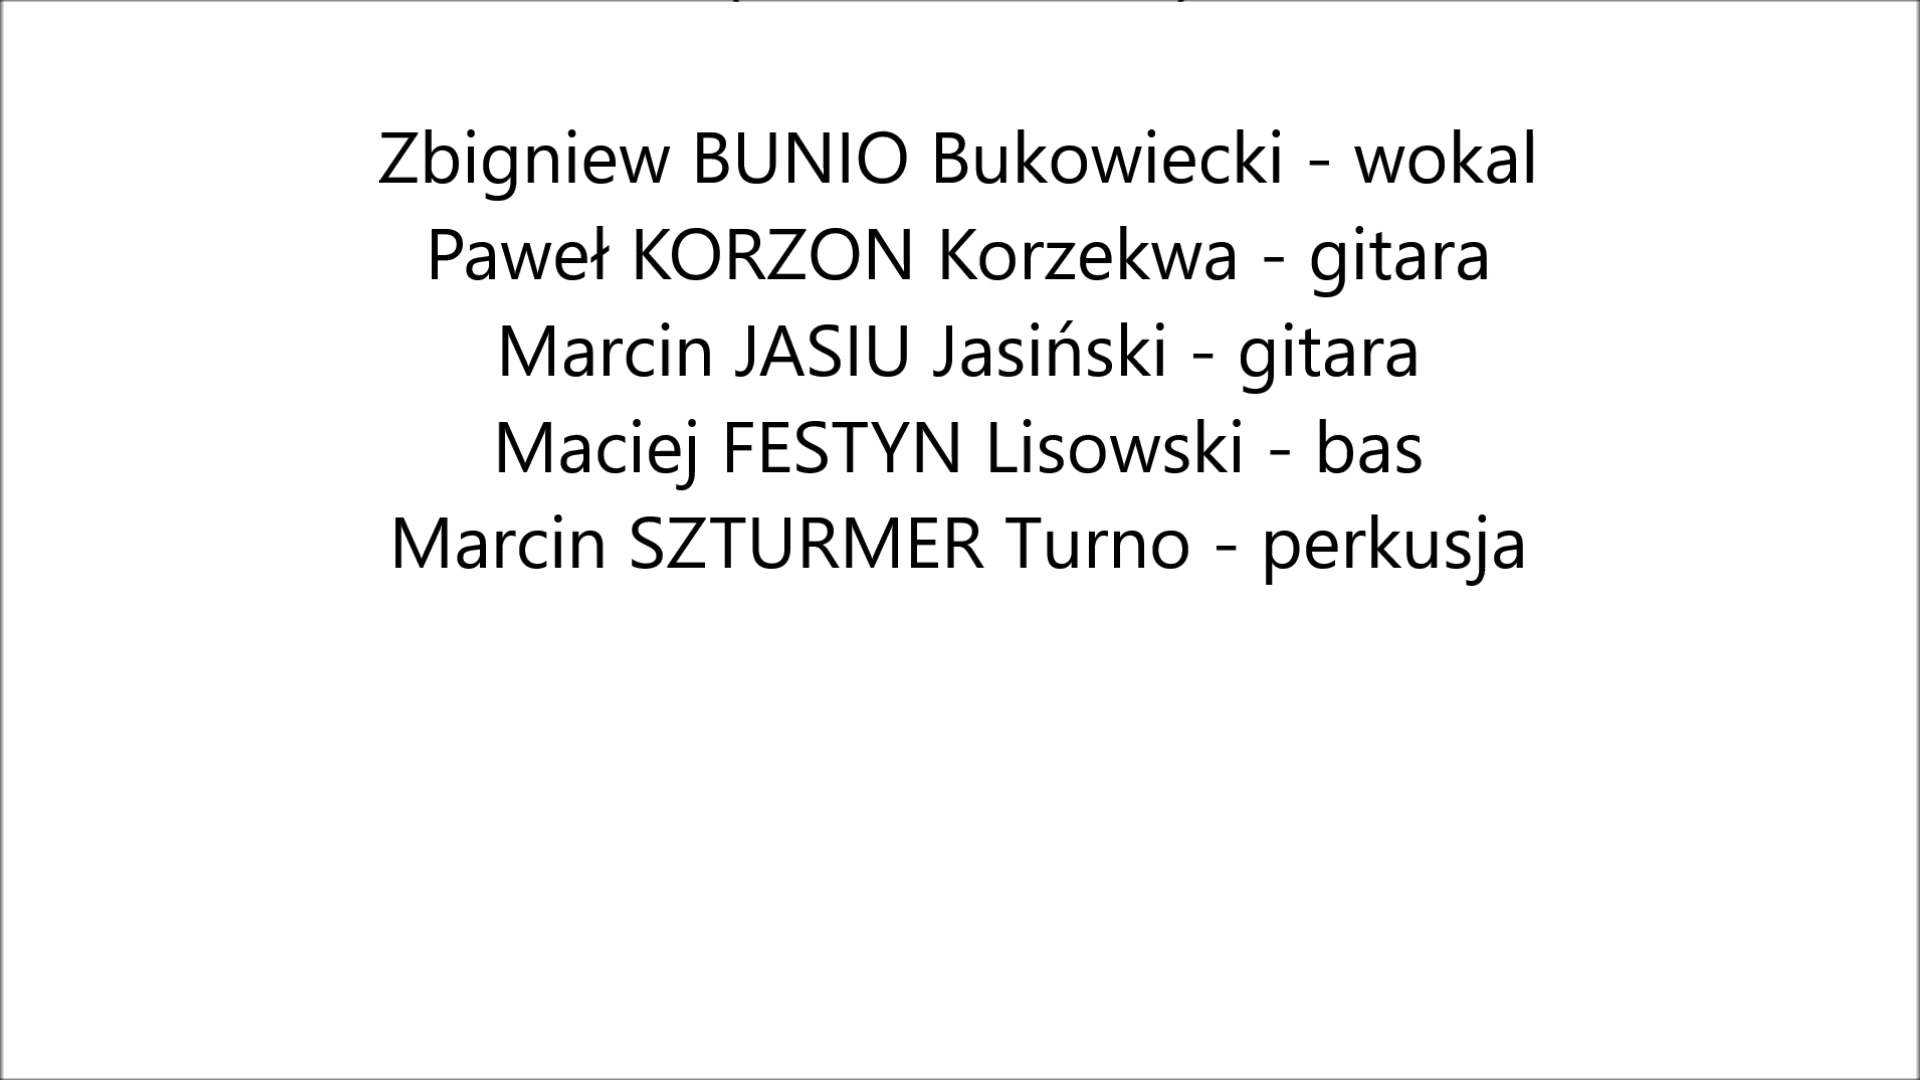 Zbigniew BUNIO Bukowiecki - wokal
Paweł KORZON Korzekwa - gitara
Marcin JASIU Jasiński - gitara
Maciej FESTYN Lisowski - bas
Marcin SZTURMER Turno - perkusja